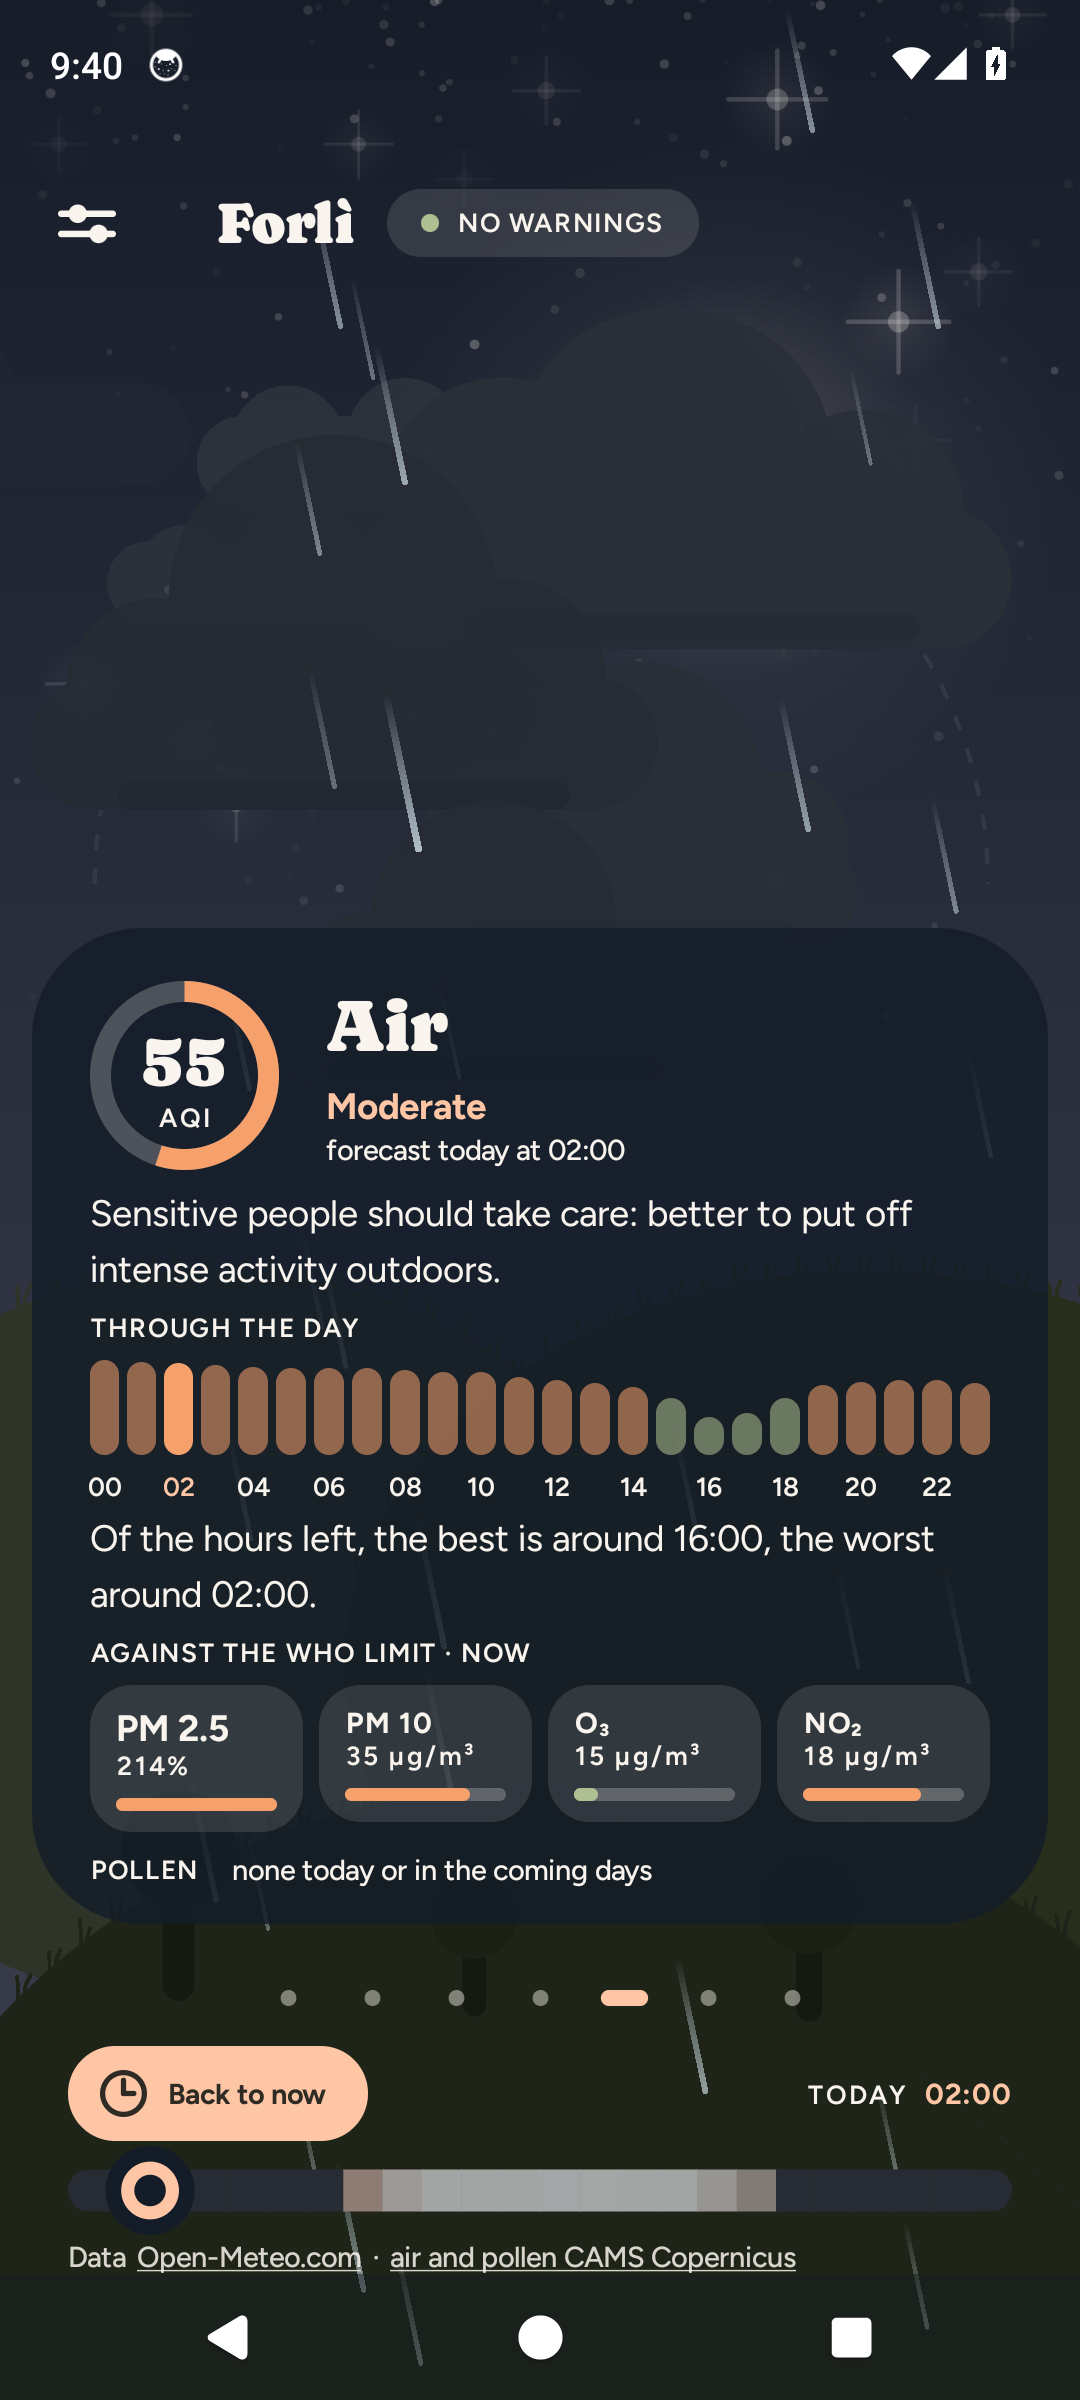 9:40
Forlì
NO WARNINGS
55
AQI
Air
Moderate
forecast today at 02:00
Sensitive people should take care: better to put off
intense activity outdoors.
THROUGH THE DAY
00 02 04 06 08 10 12 14 16 18 20 22
Of the hours left, the best is around 16:00, the worst
around 02:00.
AGAINST THE WHO LIMIT · NOW
PM 2.5
214%
PM 10
35 µg/m³
O₃
15 µg/m³
NO₂
18 µg/m³
POLLEN none today or in the coming days
Back to now
TODAY 02:00
Data Open-Meteo.com · air and pollen CAMS Copernicus